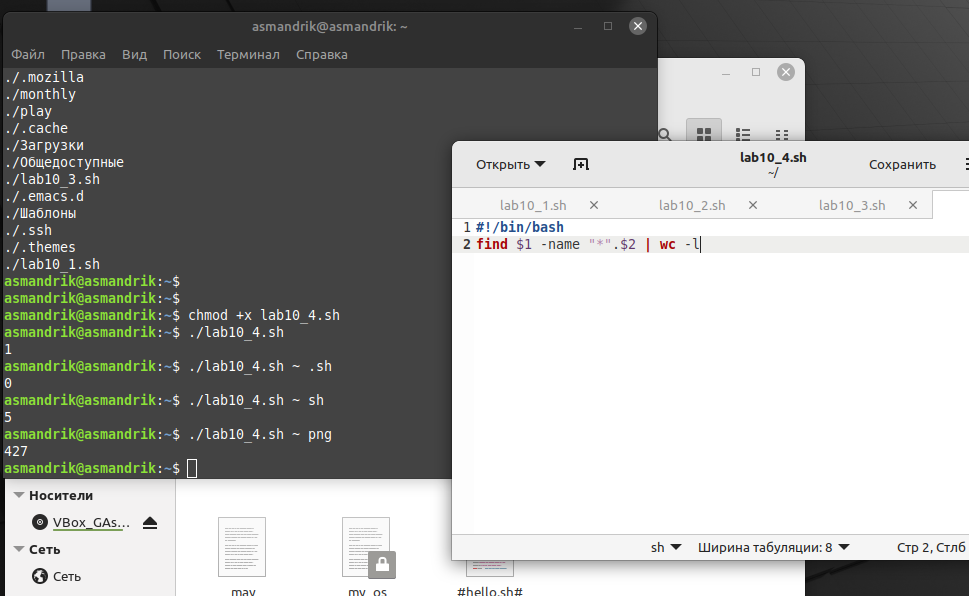 asmandrik@asmandrik: ~
Файл Правка Вид Поиск Терминал Справка
./.mozilla
./monthly
./play
./.cache
./Загрузки
./Общедоступные
./lab10_3.sh
./.emacs.d
./Шаблоны
./.ssh
./.themes
./lab10_1.sh
asmandrik@asmandrik:~$
asmandrik@asmandrik:~$
asmandrik@asmandrik:~$ chmod +x lab10_4.sh
asmandrik@asmandrik:~$ ./lab10_4.sh
1
asmandrik@asmandrik:~$ ./lab10_4.sh ~ .sh
0
asmandrik@asmandrik:~$ ./lab10_4.sh ~ sh
5
asmandrik@asmandrik:~$ ./lab10_4.sh ~ png
427
asmandrik@asmandrik:~$
Открыть
lab10_4.sh
~/
Сохранить
lab10_1.sh
lab10_2.sh
lab10_3.sh
1 #!/bin/bash
2 find $1 -name "*".$2 | wc -l
sh
Ширина табуляции: 8
Стр 2, Стлб
Носители
VBox_GAs…
Сеть
Сеть
may
my_os
#hello.sh#